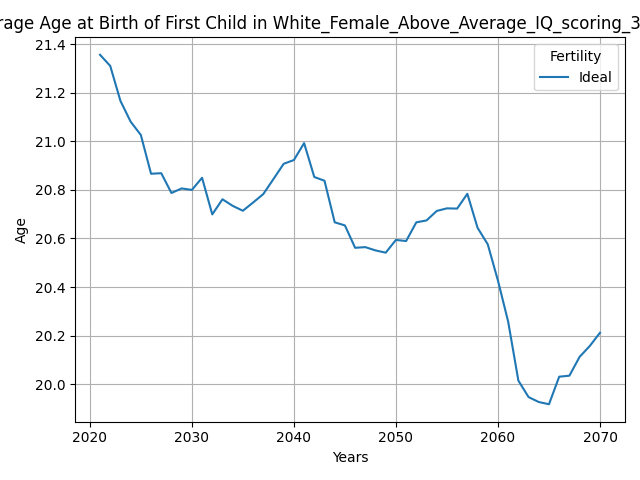 Age at Birth of First Child in White_Female_Above_Average_IQ_scoring_3
21.4
21.2
21.0
20.8
20.6
20.4
20.2
20.0
Age
Fertility
Ideal
2020 2030 2040 2050 2060 2070
Years